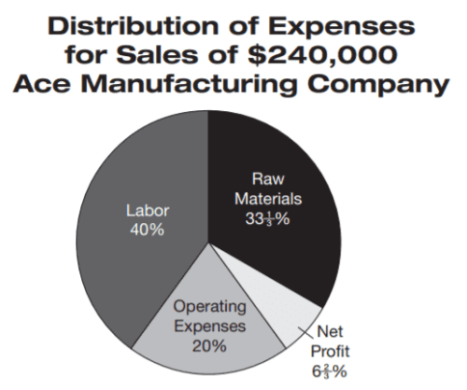 Distribution of Expenses
for Sales of $240,000
Ace Manufacturing Company
Raw
Materials
33⅓%
Labor
40%
Operating
Expenses
20%
Net
Profit
6⅔%